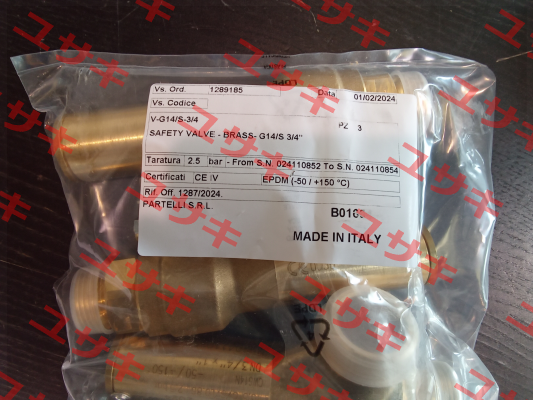 Vs. Ord. 1289185 Data 01/02/2024
Vs. Codice
V-G14/S-3/4 PZ 3
SAFETY VALVE - BRASS- G14/S 3/4"
Taratura 2.5 bar - From S.N. 024110852 To S.N. 024110854
Certificati CE IV EPDM (-50 / +150 °C)
Rif. Off. 1287/2024.
PARTELLI S.R.L.
MADE IN ITALY
LDPE
ユサキ